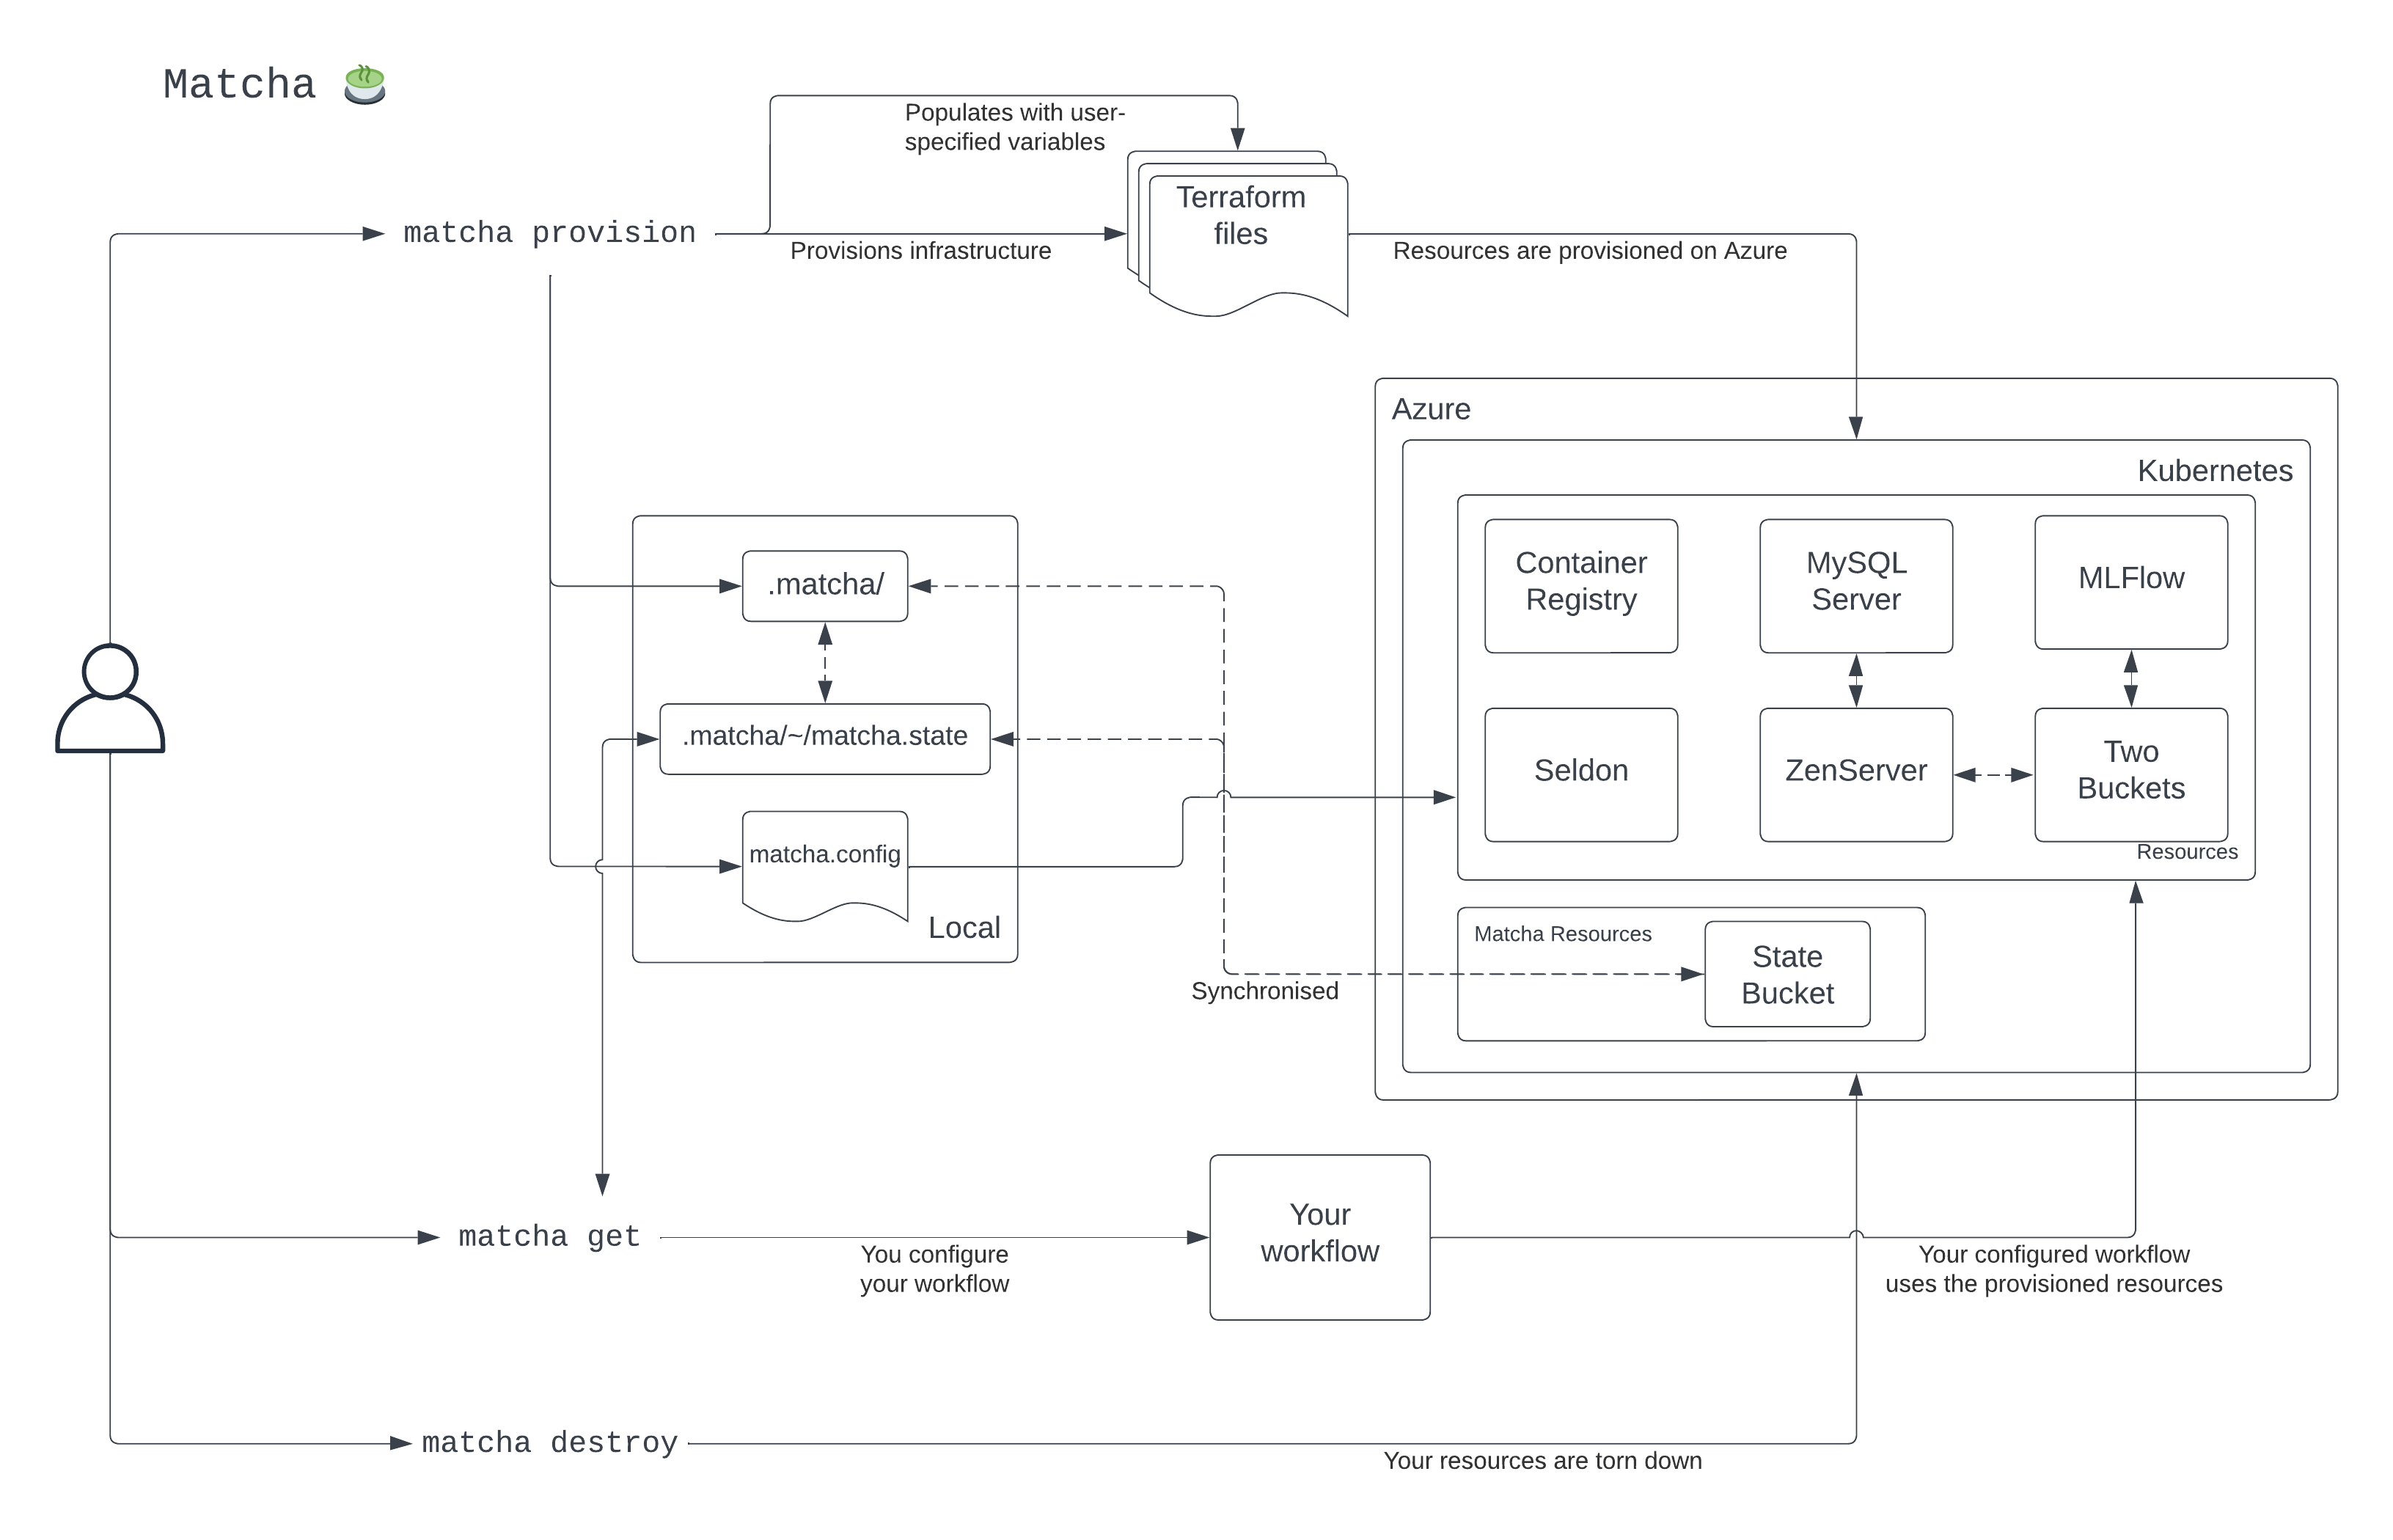 Matcha
Populates with user-
specified variables
Terraform
files
matcha provision
Provisions infrastructure
Resources are provisioned on Azure
Azure
Kubernetes
Container
Registry
MySQL
Server
MLFlow
.matcha/
.matcha/~/matcha.state
Seldon
ZenServer
Two
Buckets
Resources
matcha.config
Local
Matcha Resources
State
Bucket
Synchronised
Your
workflow
matcha get
You configure
your workflow
Your configured workflow
uses the provisioned resources
matcha destroy
Your resources are torn down